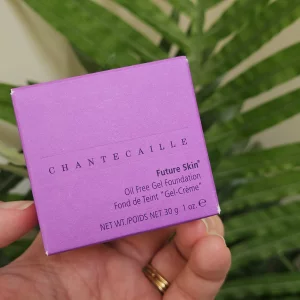 CHANTECAILLE
Future Skin®
Oil Free Gel Foundation
Fond de Teint "Gel-Crème"
NET WT./POIDS NET 30 g 1 oz. e